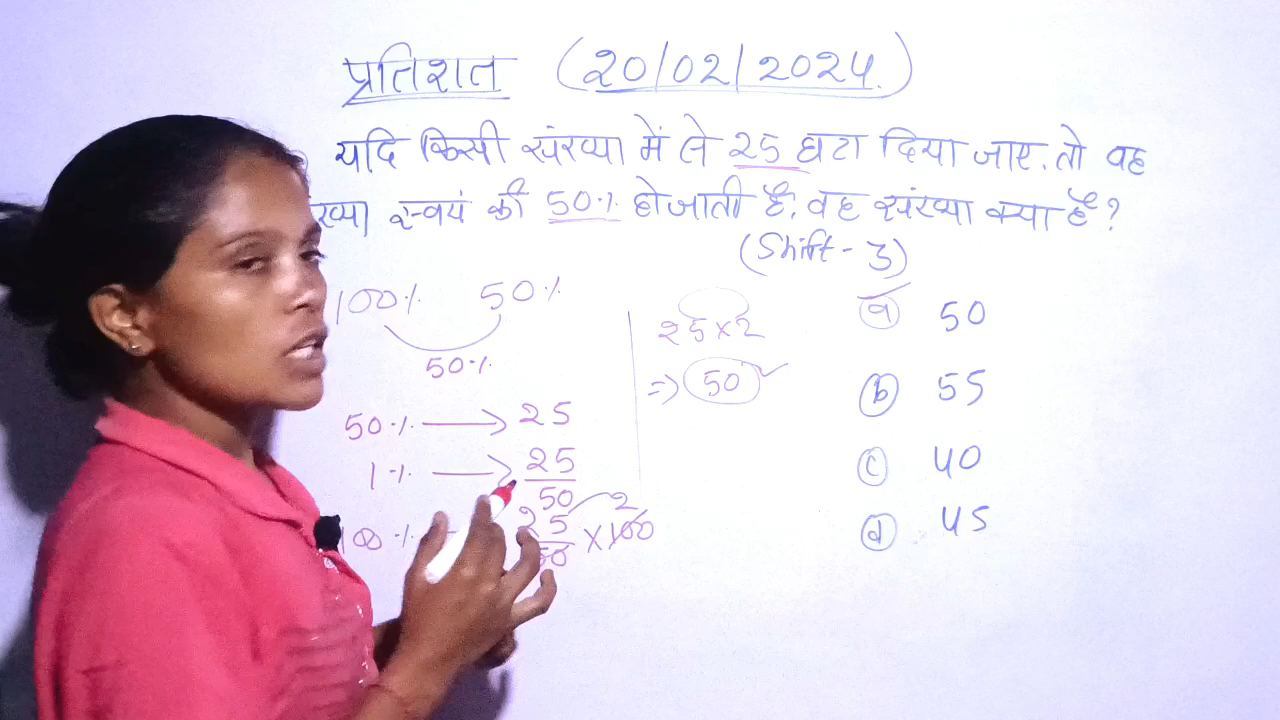 प्रतिशत (20/02/2024.)
यदि किसी संख्या में से 25 घटा दिया जाए. तो वह
ख्या स्वयं की 50% हो जाती है. वह संख्या क्या है?
(Shift - 3)
100% 50%
50%
50% → 25
1% → 25/50
100% 25/50 × 100 2
25×2
⇒ 50 ✓
(a) 50
(b) 55
(c) 40
(d) 45